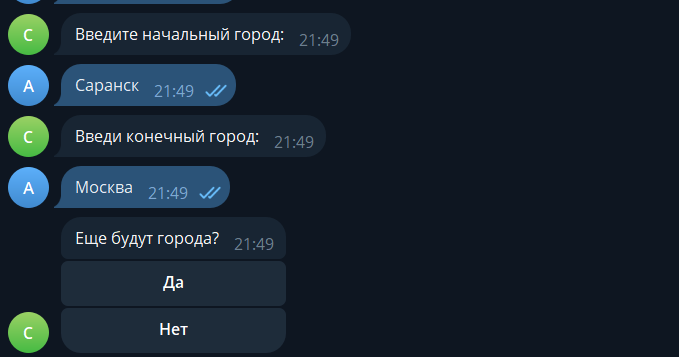 С
Введите начальный город: 21:49
А
Саранск 21:49
С
Введи конечный город: 21:49
А
Москва 21:49
Еще будут города? 21:49
Да
С
Нет